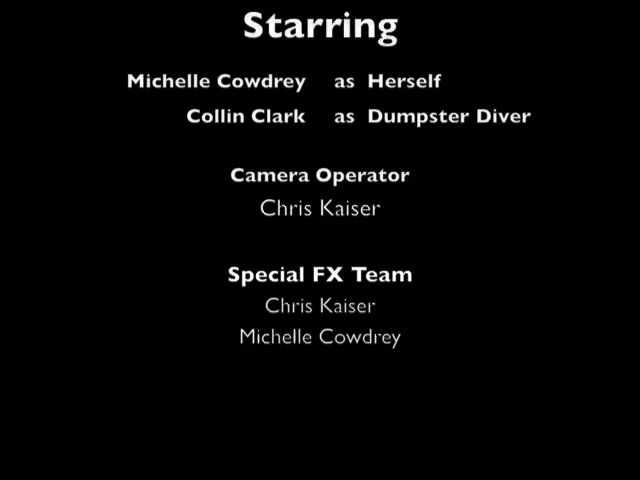 Starring
Michelle Cowdrey as Herself
Collin Clark as Dumpster Diver
Camera Operator
Chris Kaiser
Special FX Team
Chris Kaiser
Michelle Cowdrey